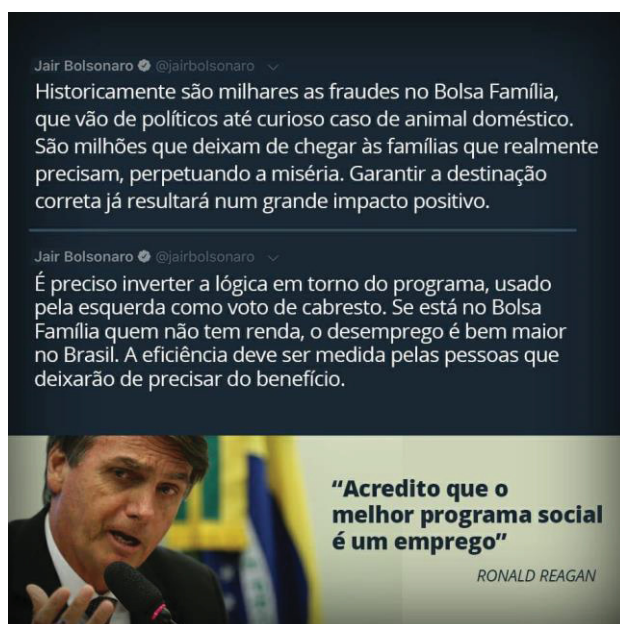 Jair Bolsonaro @jairbolsonaro
Historicamente são milhares as fraudes no Bolsa Família,
que vão de políticos até curioso caso de animal doméstico.
São milhões que deixam de chegar às famílias que realmente
precisam, perpetuando a miséria. Garantir a destinação
correta já resultará num grande impacto positivo.
Jair Bolsonaro @jairbolsonaro
É preciso inverter a lógica em torno do programa, usado
pela esquerda como voto de cabresto. Se está no Bolsa
Família quem não tem renda, o desemprego é bem maior
no Brasil. A eficiência deve ser medida pelas pessoas que
deixarão de precisar do benefício.
“Acredito que o
melhor programa social
é um emprego”
RONALD REAGAN